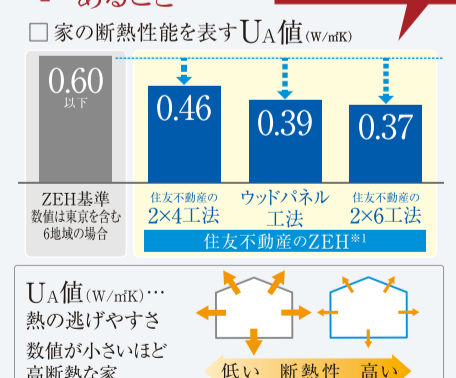 あること
□ 家の断熱性能を表すUA値(W/㎡K)
0.60
以下
0.46
0.39
0.37
ZEH基準
数値は東京を含む
6地域の場合
住友不動産の
2×4工法
ウッドパネル
工法
住友不動産の
2×6工法
住友不動産のZEH※1
UA値(W/㎡K)…
熱の逃げやすさ
数値が小さいほど
高断熱な家
低い 断熱性 高い